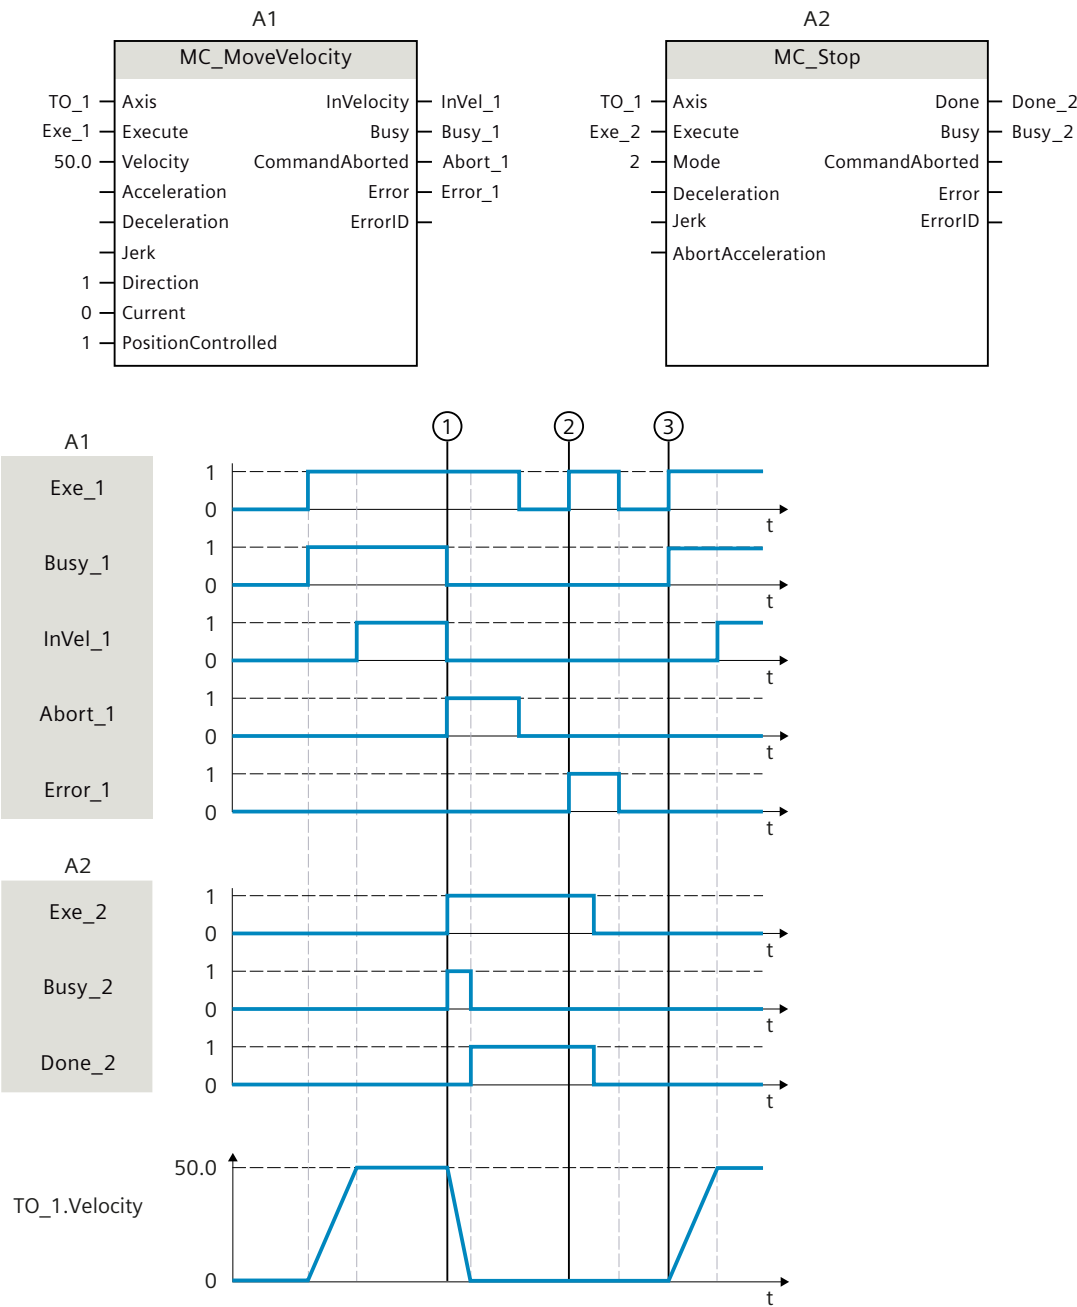 A1
MC_MoveVelocity
TO_1 Axis InVelocity InVel_1
Exe_1 Execute Busy Busy_1
50.0 Velocity CommandAborted Abort_1
Acceleration Error Error_1
Deceleration ErrorID
Jerk
1 Direction
0 Current
1 PositionControlled
A2
MC_Stop
TO_1 Axis Done Done_2
Exe_2 Execute Busy Busy_2
2 Mode CommandAborted
Deceleration Error
Jerk ErrorID
AbortAcceleration
1 2 3
A1
Exe_1
1
0
t
Busy_1
1
0
t
InVel_1
1
0
t
Abort_1
1
0
t
Error_1
1
0
t
A2
Exe_2
1
0
t
Busy_2
1
0
t
Done_2
1
0
t
50.0
TO_1.Velocity
0
t